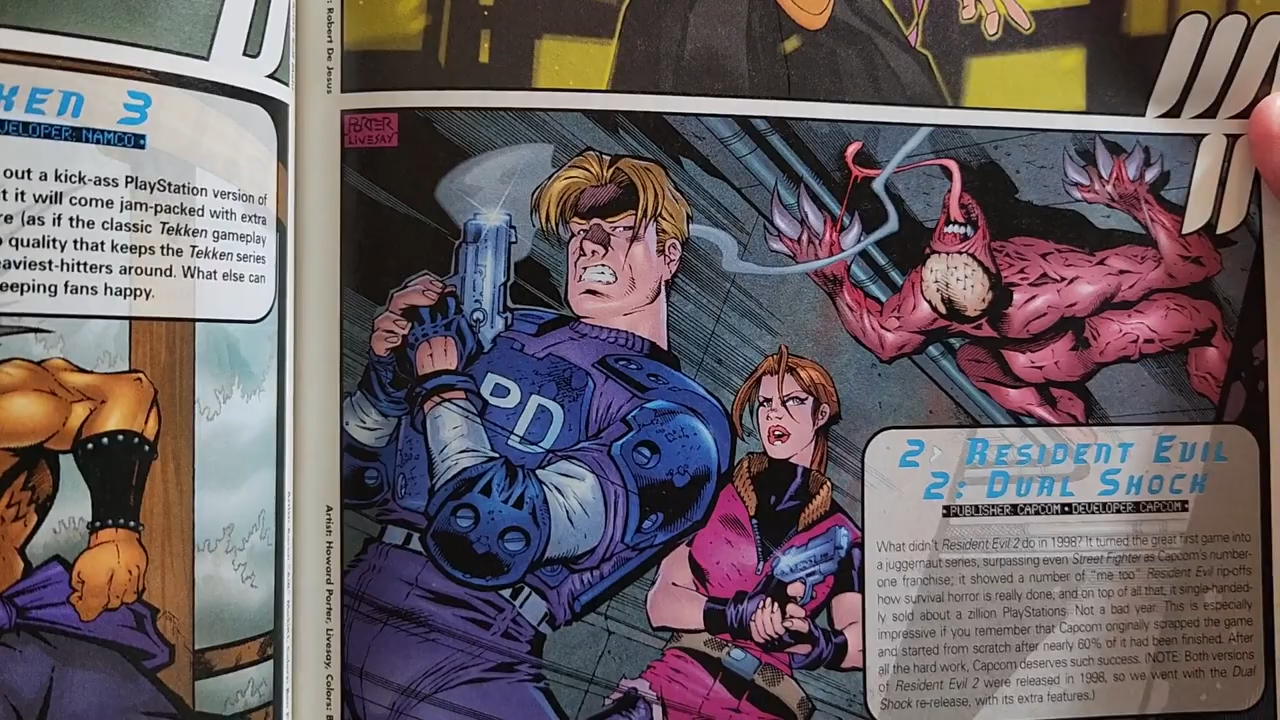 KEN 3
VELOPER: NAMCO •
out a kick-ass PlayStation version of
t it will come jam-packed with extra
re (as if the classic Tekken gameplay
quality that keeps the Tekken series
eaviest-hitters around. What else can
eeping fans happy.
: Robert De Jesus
PORTER
LIVESAY
PD
Artist: Howard Porter, Livesay, Colors: B
2 Resident Evil
2: Dual Shock
• PUBLISHER: CAPCOM • DEVELOPER: CAPCOM •
What didn't Resident Evil 2 do in 1998? It turned the great first game into
a juggernaut series, surpassing even Street Fighter as Capcom's number-
one franchise; it showed a number of "me too" Resident Evil rip-offs
how survival horror is really done; and on top of all that, it single-handed-
ly sold about a zillion PlayStations. Not a bad year. This is especially
impressive if you remember that Capcom originally scrapped the game
and started from scratch after nearly 60% of it had been finished. After
all the hard work, Capcom deserves such success. (NOTE: Both versions
of Resident Evil 2 were released in 1998, so we went with the Dual
Shock re-release, with its extra features.)